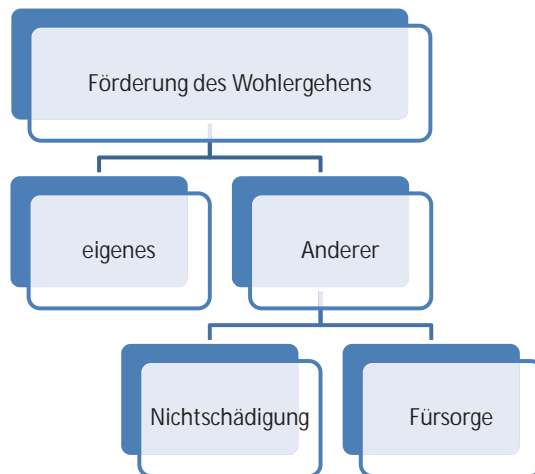 Förderung des Wohlergehens
eigenes
Anderer
Nichtschädigung
Fürsorge